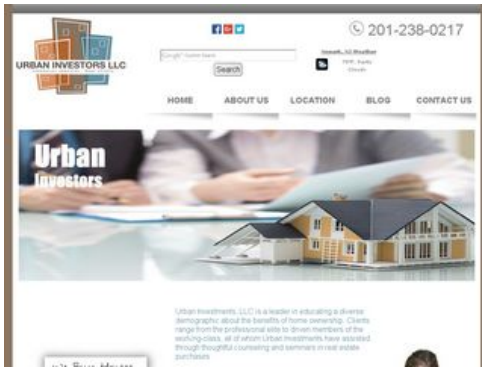 201-238-0217
URBAN INVESTORS LLC
Search
HOME
ABOUT US
LOCATION
BLOG
CONTACT US
Urban
Investors
Urban Investments, LLC is a leader in educating a diverse
demographic about the benefits of home ownership. Clients
range from the professional elite to driven members of the
working-class, all of whom Urban Investments have assisted
through thoughtful counseling and seminars in real estate
purchases
We Buy Houses